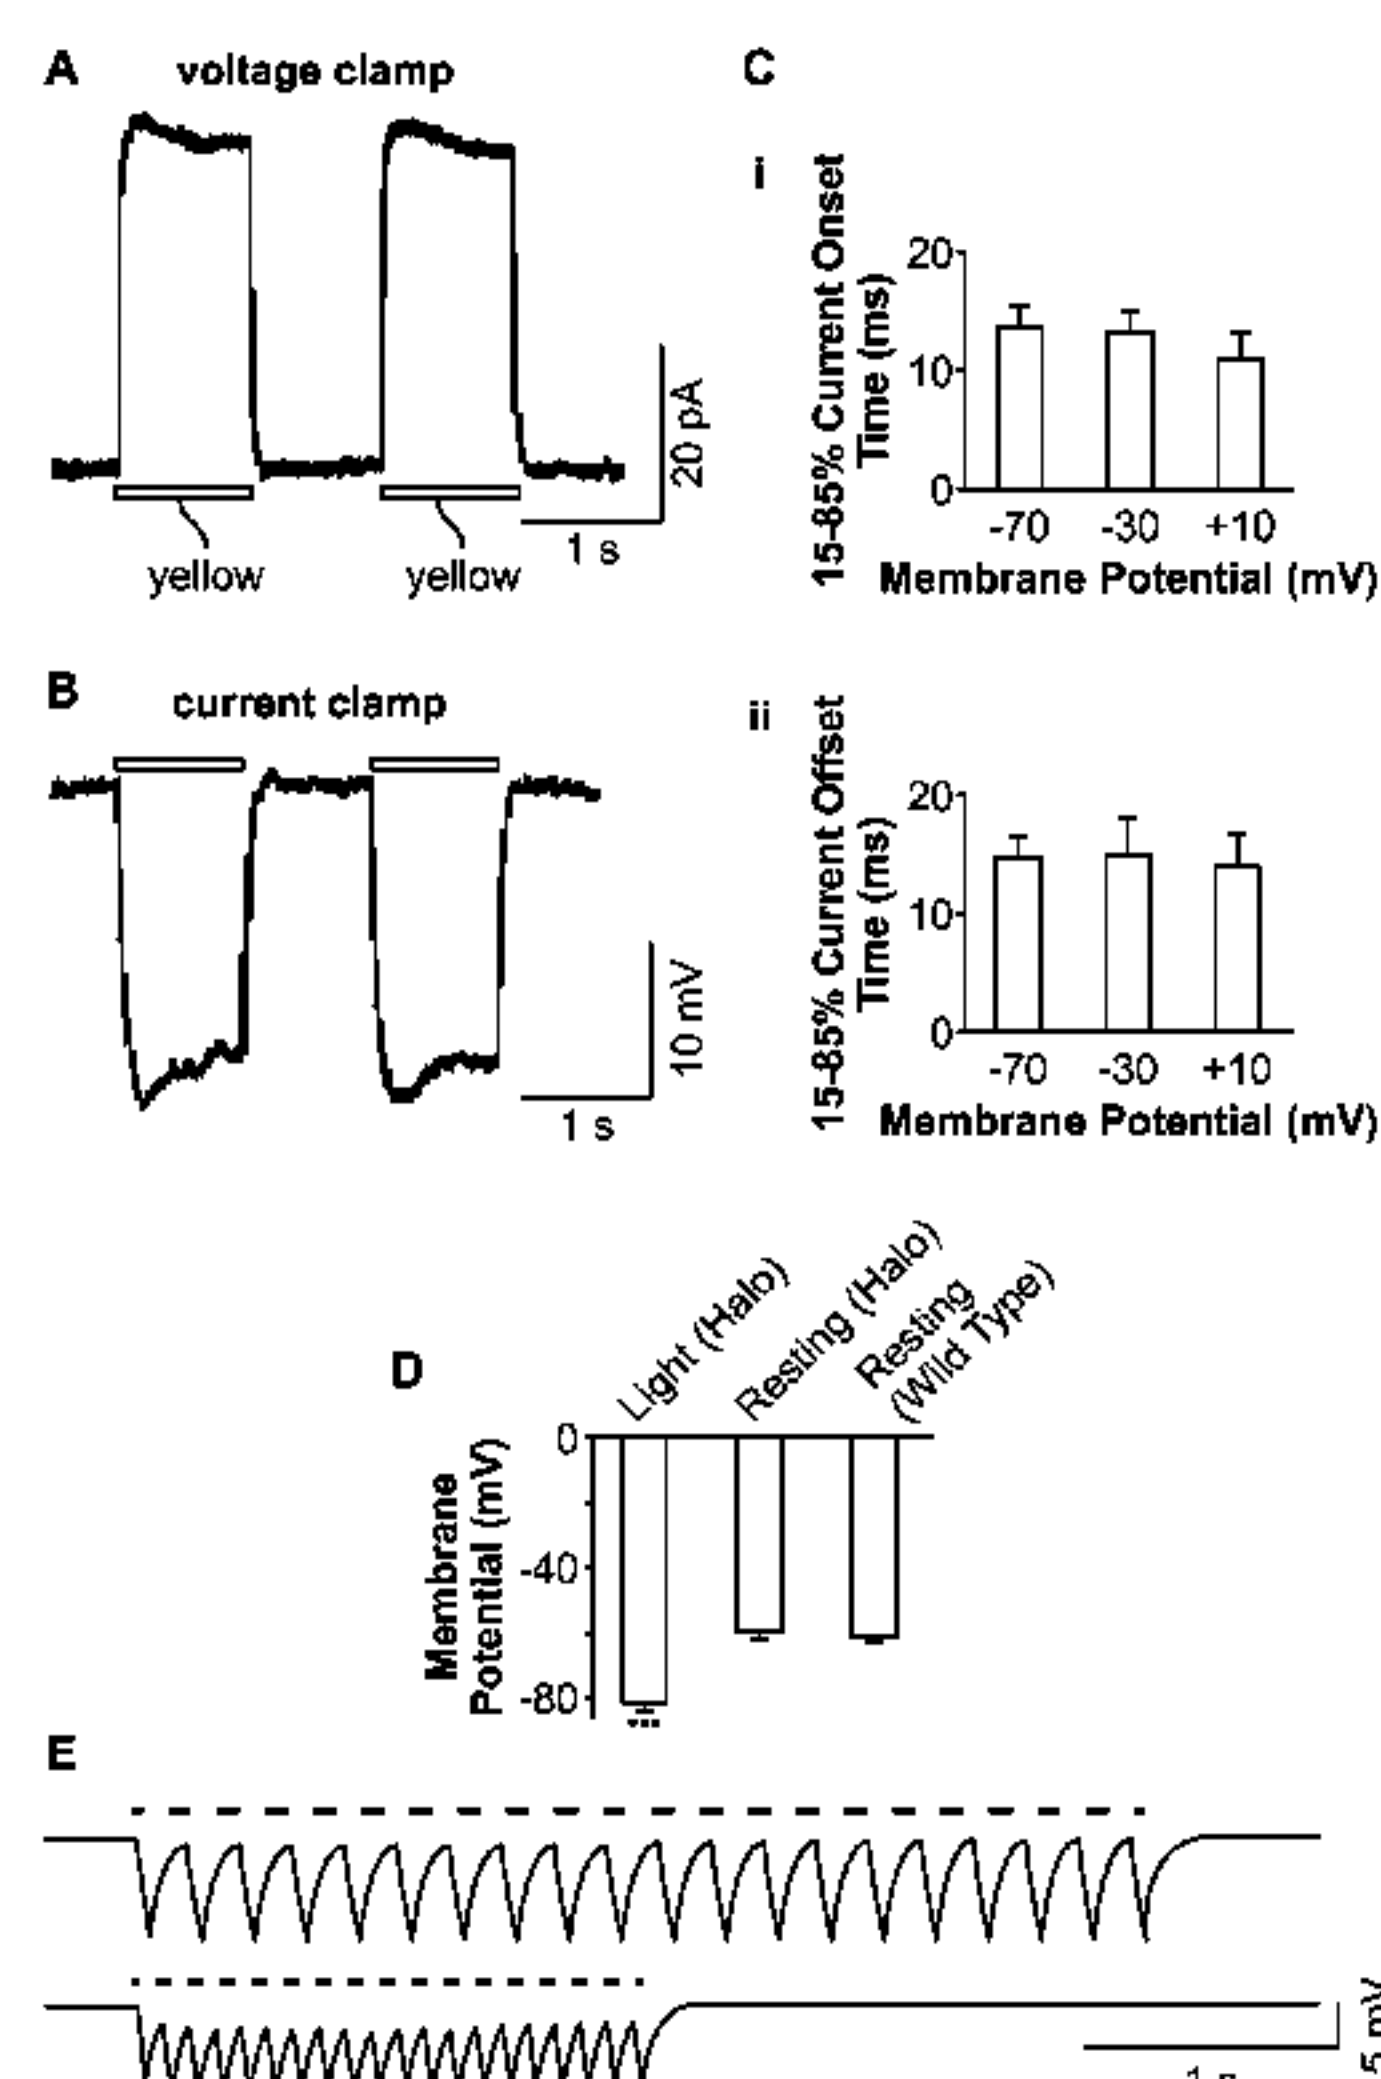 A
voltage clamp
20 pA
1 s
yellow
yellow
B
current clamp
10 mV
1 s
C
i
15-85% Current Onset
Time (ms)
20
10
0
-70 -30 +10
Membrane Potential (mV)
ii
15-85% Current Offset
Time (ms)
20
10
0
-70 -30 +10
Membrane Potential (mV)
D
Light (Halo)
Resting (Halo)
Resting
(Wild Type)
Membrane
Potential (mV)
0
-40
-80
***
E
5 mV